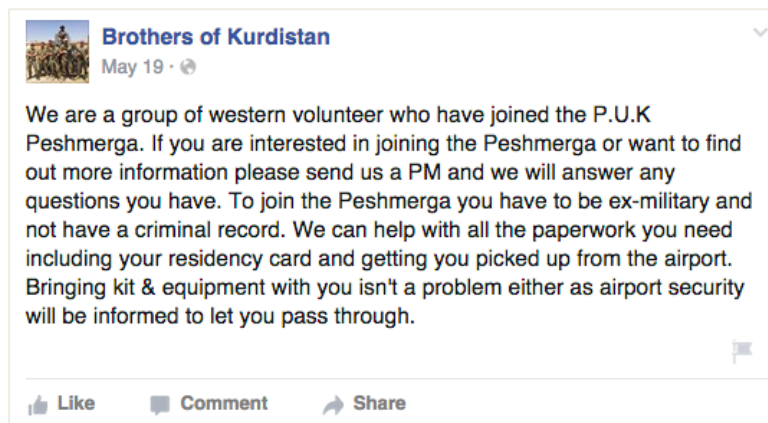 Brothers of Kurdistan
May 19 ·
We are a group of western volunteer who have joined the P.U.K
Peshmerga. If you are interested in joining the Peshmerga or want to find
out more information please send us a PM and we will answer any
questions you have. To join the Peshmerga you have to be ex-military and
not have a criminal record. We can help with all the paperwork you need
including your residency card and getting you picked up from the airport.
Bringing kit & equipment with you isn't a problem either as airport security
will be informed to let you pass through.
Like Comment Share